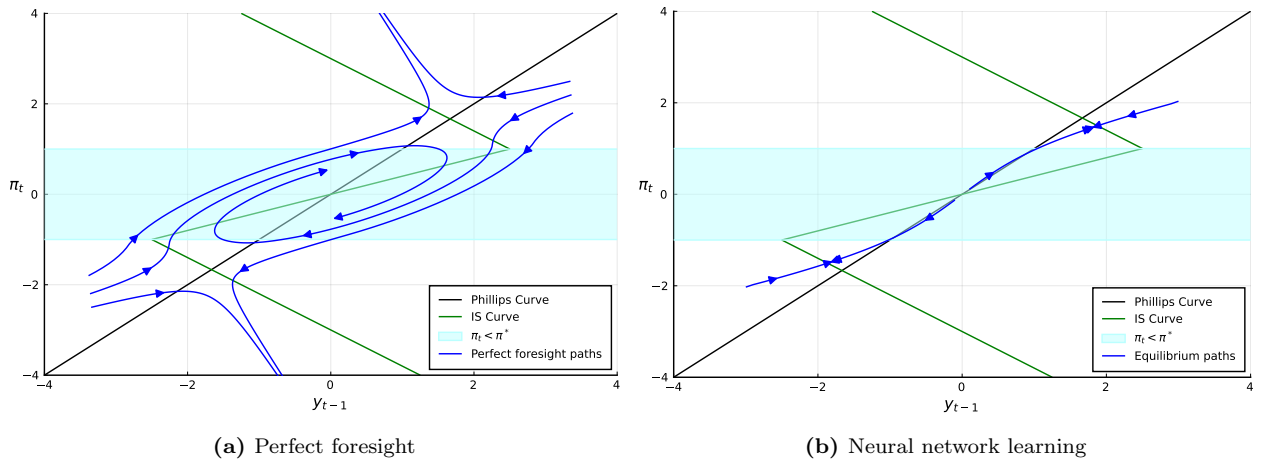 4
2
0
−2
−4
π_t
−4
−2
0
2
4
y_{t−1}
Phillips Curve
IS Curve
π_t < π^*
Perfect foresight paths
(a) Perfect foresight
4
2
0
−2
−4
π_t
−4
−2
0
2
4
y_{t−1}
Phillips Curve
IS Curve
π_t < π^*
Equilibrium paths
(b) Neural network learning